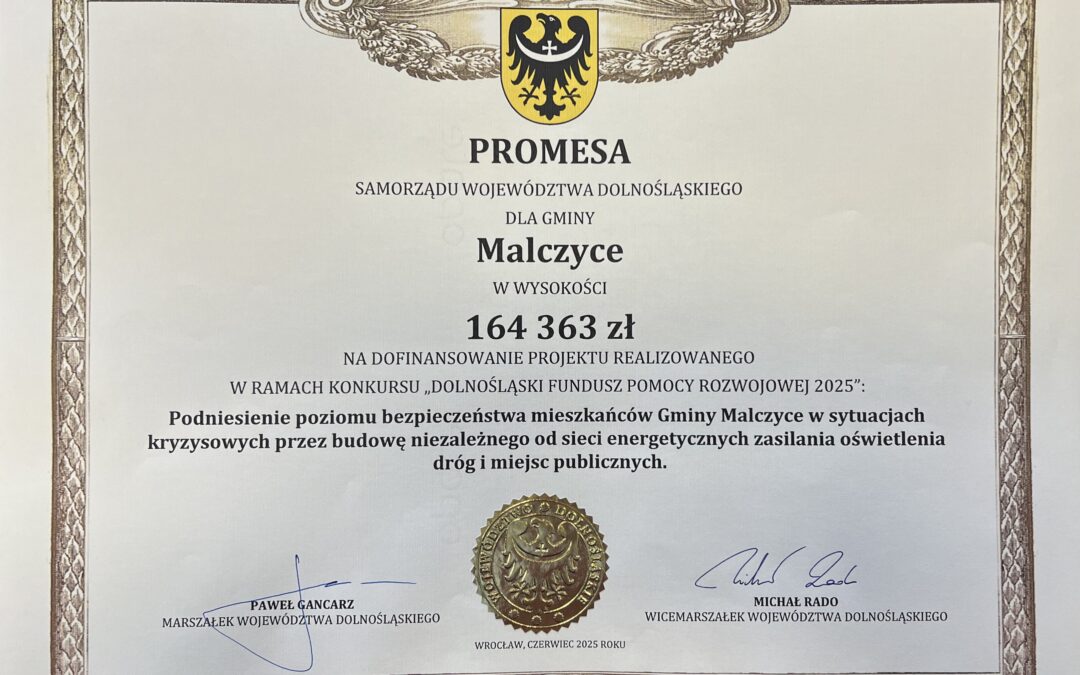 PROMESA
SAMORZĄDU WOJEWÓDZTWA DOLNOŚLĄSKIEGO
DLA GMINY
Malczyce
W WYSOKOŚCI
164 363 zł
NA DOFINANSOWANIE PROJEKTU REALIZOWANEGO
W RAMACH KONKURSU „DOLNOŚLĄSKI FUNDUSZ POMOCY ROZWOJOWEJ 2025”:
Podniesienie poziomu bezpieczeństwa mieszkańców Gminy Malczyce w sytuacjach
kryzysowych przez budowę niezależnego od sieci energetycznych zasilania oświetlenia
dróg i miejsc publicznych.
WOJEWÓDZTWO DOLNOŚLĄSKIE
PAWEŁ GANCARZ
MARSZAŁEK WOJEWÓDZTWA DOLNOŚLĄSKIEGO
MICHAŁ RADO
WICEMARSZAŁEK WOJEWÓDZTWA DOLNOŚLĄSKIEGO
WROCŁAW, CZERWIEC 2025 ROKU